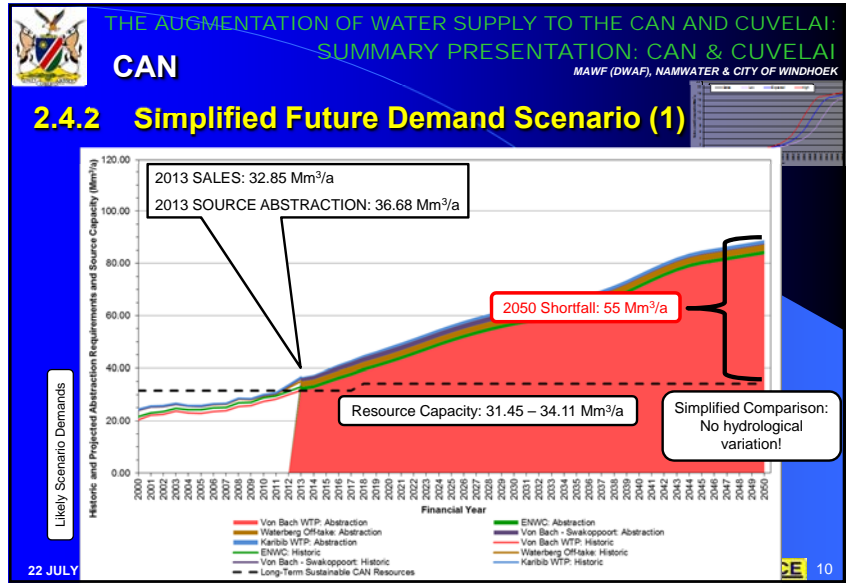 THE AUGMENTATION OF WATER SUPPLY TO THE CAN AND CUVELAI:
SUMMARY PRESENTATION: CAN & CUVELAI
CAN
MAWF (DWAF), NAMWATER & CITY OF WINDHOEK
2.4.2 Simplified Future Demand Scenario (1)
Likely Scenario Demands
Historic and Projected Abstraction Requirements and Source Capacity (Mm³/a)
120.00
100.00
80.00
60.00
40.00
20.00
0.00
2013 SALES: 32.85 Mm³/a
2013 SOURCE ABSTRACTION: 36.68 Mm³/a
2050 Shortfall: 55 Mm³/a
Resource Capacity: 31.45 – 34.11 Mm³/a
Simplified Comparison:
No hydrological
variation!
2000 2001 2002 2003 2004 2005 2006 2007 2008 2009 2010 2011 2012 2013 2014 2015 2016 2017 2018 2019 2020 2021 2022 2023 2024 2025 2026 2027 2028 2029 2030 2031 2032 2033 2034 2035 2036 2037 2038 2039 2040 2041 2042 2043 2044 2045 2046 2047 2048 2049 2050
Financial Year
Von Bach WTP: Abstraction
ENWC: Abstraction
Waterberg Off-take: Abstraction
Von Bach - Swakoppoort: Abstraction
Karibib WTP: Abstraction
Von Bach WTP: Historic
ENWC: Historic
Waterberg Off-take: Historic
Von Bach - Swakoppoort: Historic
Karibib WTP: Historic
Long-Term Sustainable CAN Resources
22 JULY
CE 10